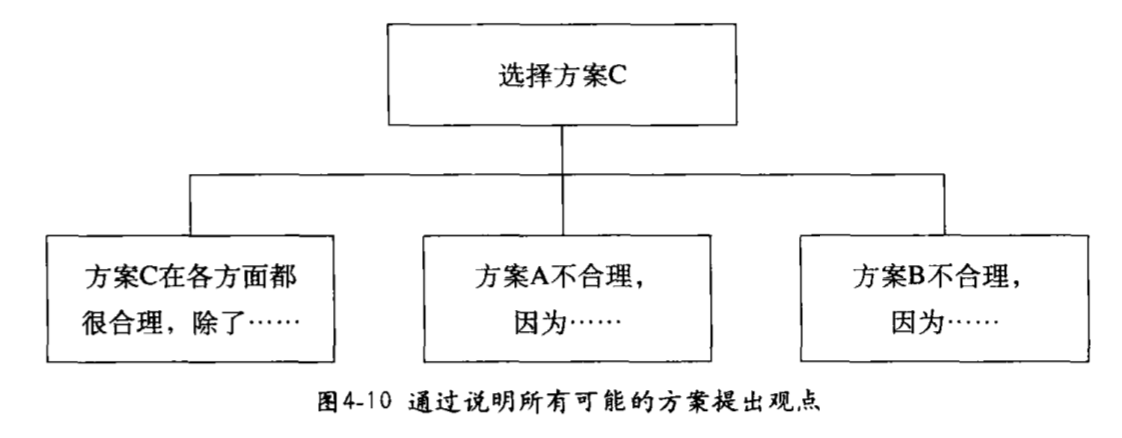 选择方案C
方案C在各方面都
很合理，除了……
方案A不合理，
因为……
方案B不合理，
因为……
图4-10 通过说明所有可能的方案提出观点